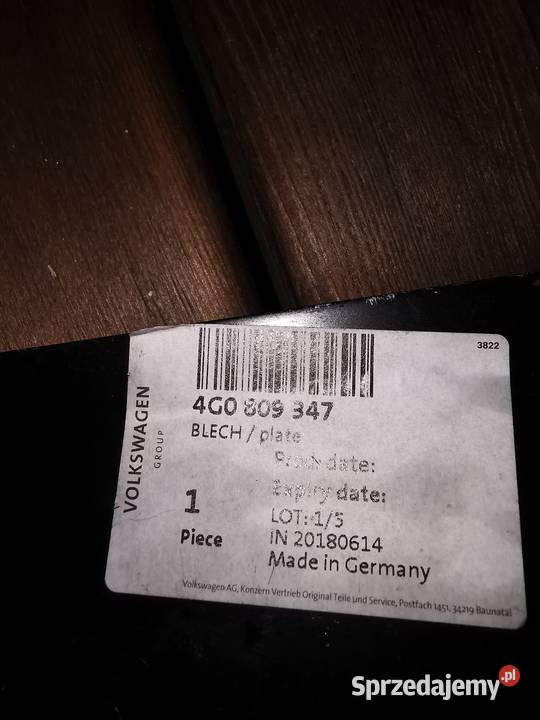 3822
4G0 809 347
BLECH / plate
Prod. date:
Expiry date:
LOT: 1/5
IN 20180614
Made in Germany
1
Piece
VOLKSWAGEN
GROUP
Volkswagen AG, Konzern Vertrieb Original Teile und Service, Postfach 1451, 34219 Baunatal
Sprzedajemy.pl